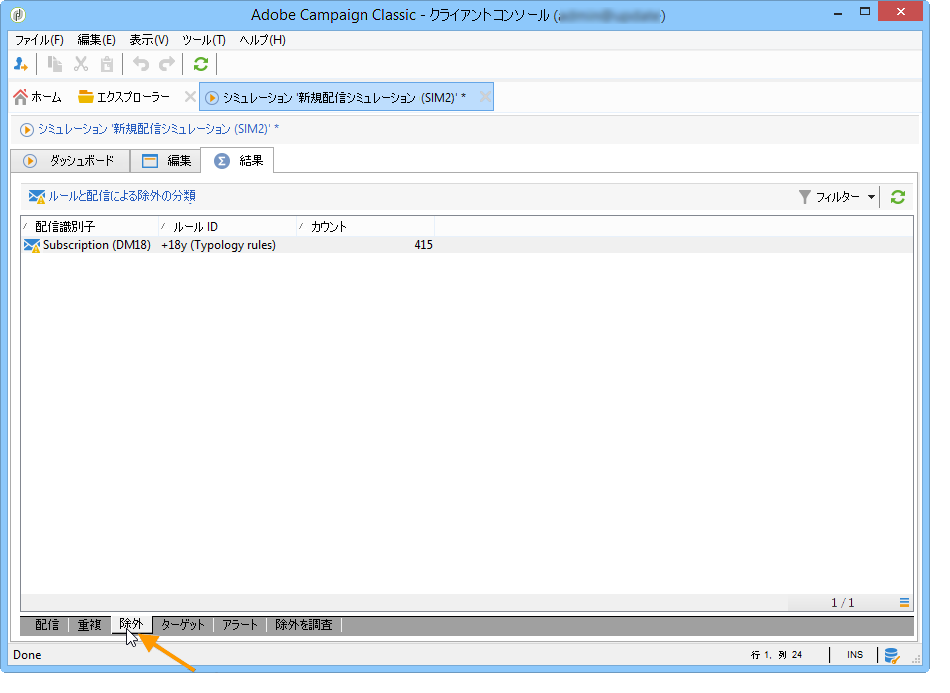 Adobe Campaign Classic - クライアントコンソール ( )
ファイル(F) 編集(E) 表示(V) ツール(T) ヘルプ(H)
ホーム エクスプローラー シミュレーション '新規配信シミュレーション (SIM2)' *
シミュレーション '新規配信シミュレーション (SIM2)' *
ダッシュボード 編集 Σ 結果
ルールと配信による除外の分類 フィルター
配信識別子 ルール ID カウント
Subscription (DM18) +18y (Typology rules) 415
1 / 1
配信 重複 除外 ターゲット アラート 除外を調査
Done 行 1、列 24 INS